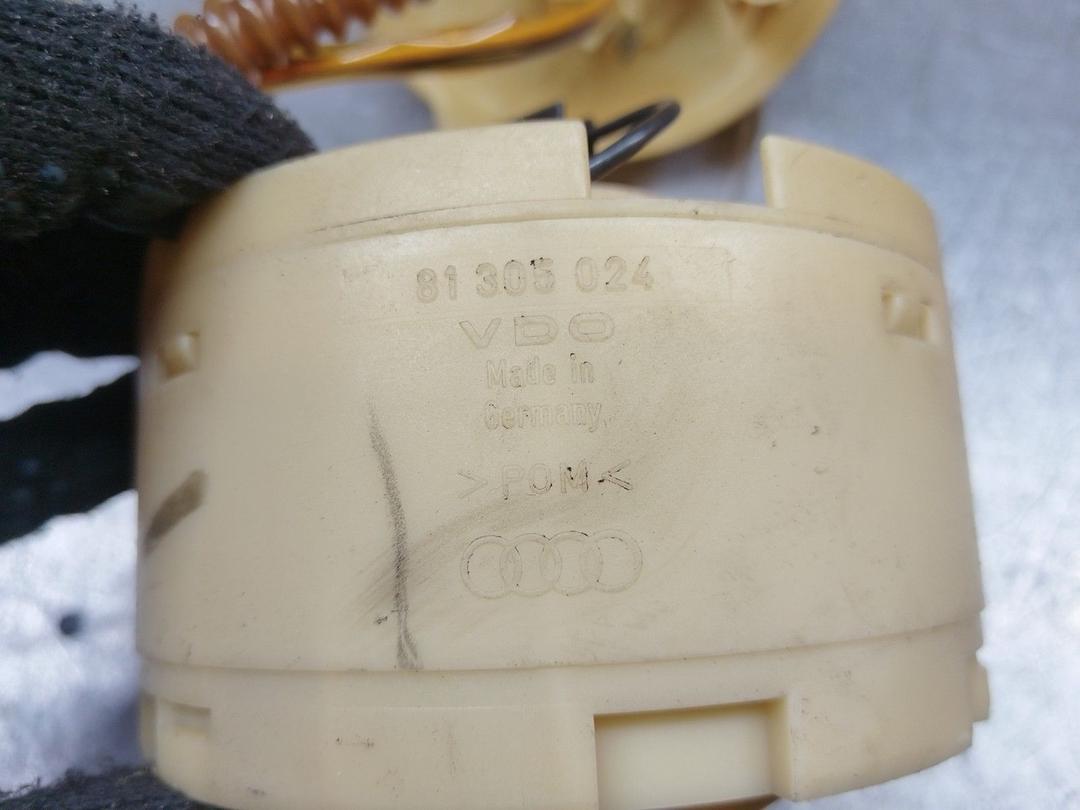 81 305 024
VDO
Made in
Germany
>POM<